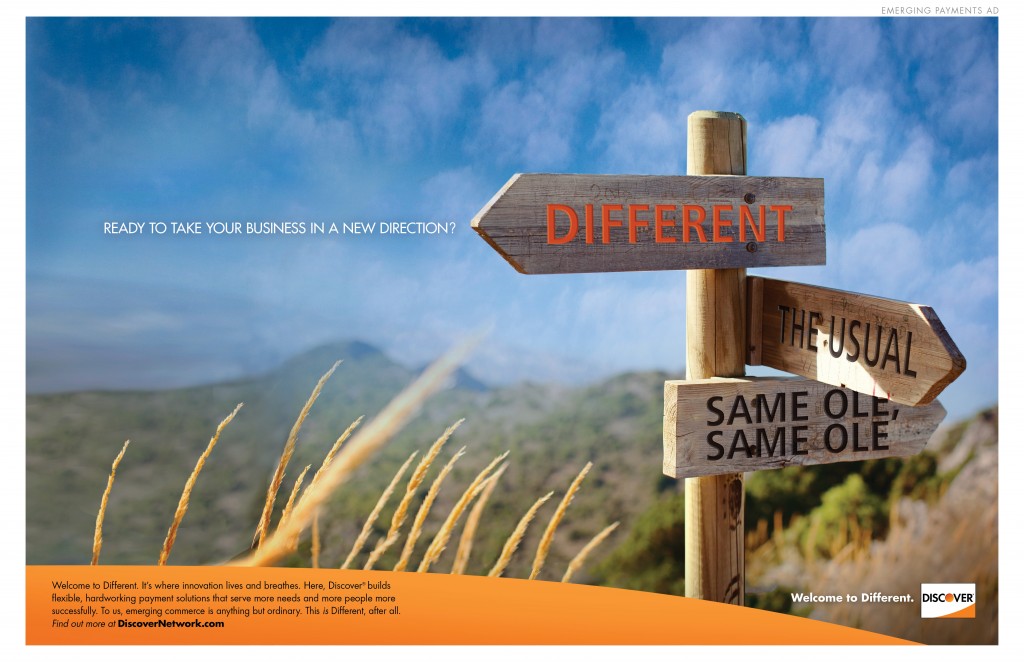 EMERGING PAYMENTS AD
READY TO TAKE YOUR BUSINESS IN A NEW DIRECTION?
DIFFERENT
THE USUAL
SAME OLE,
SAME OLE
Welcome to Different. It's where innovation lives and breathes. Here, Discover® builds
flexible, hardworking payment solutions that serve more needs and more people more
successfully. To us, emerging commerce is anything but ordinary. This is Different, after all.
Find out more at DiscoverNetwork.com
Welcome to Different.
DISCOVER